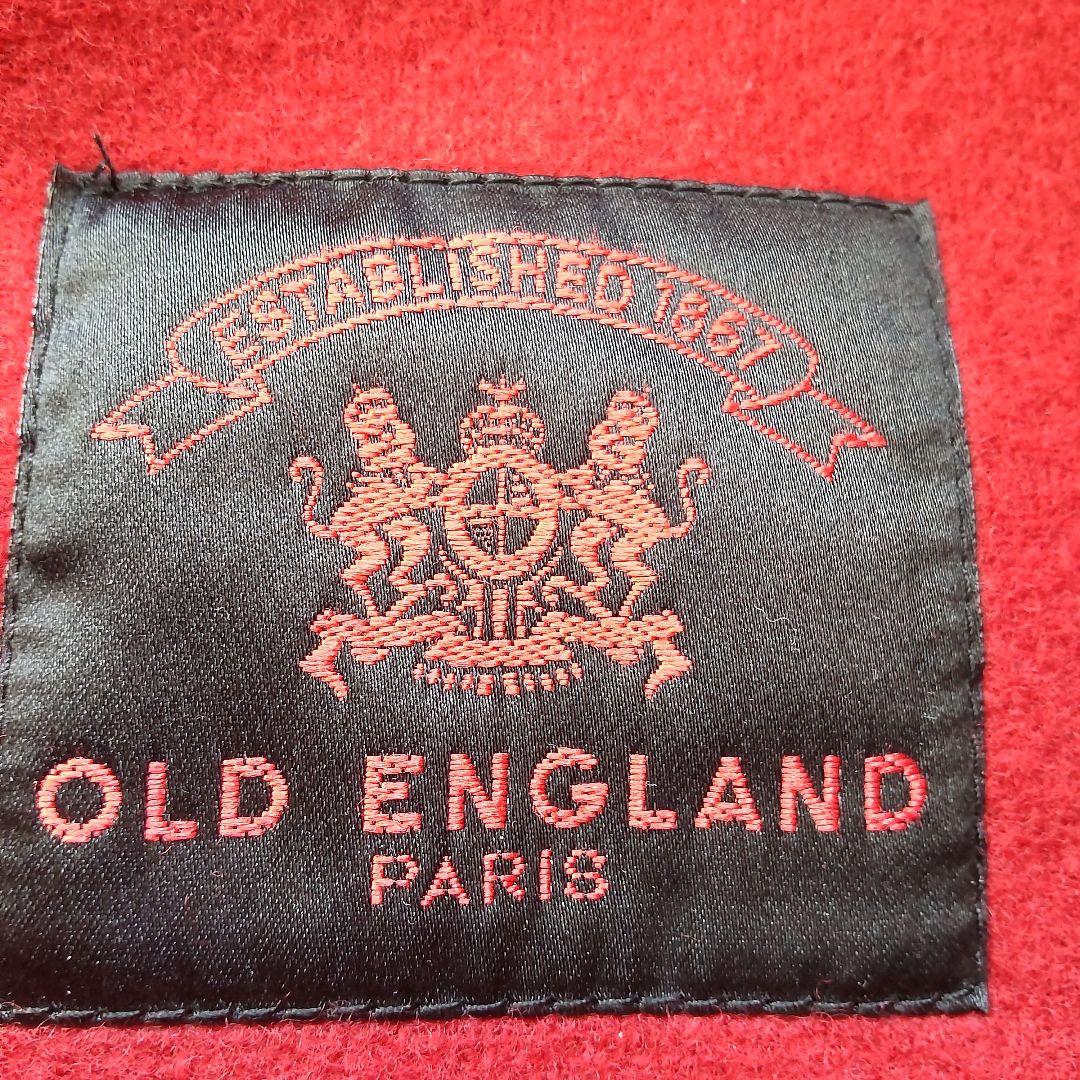 ESTABLISHED 1867
OLD ENGLAND
PARIS